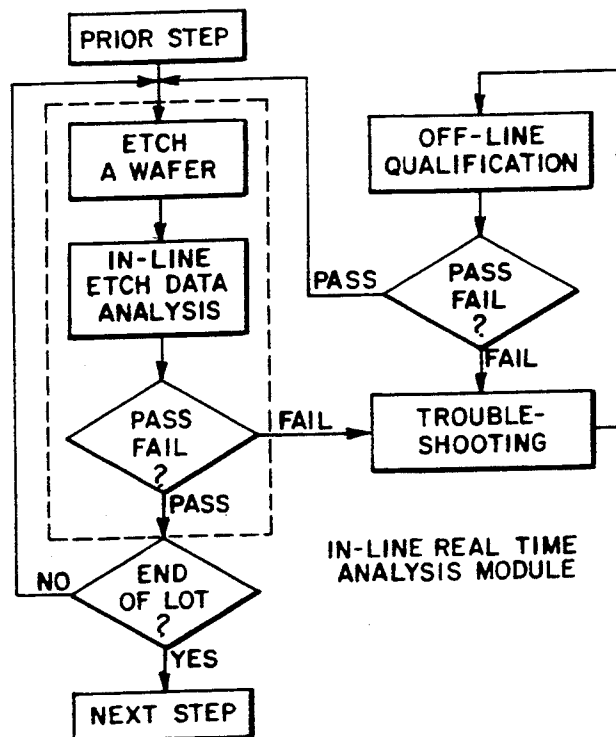 PRIOR STEP
ETCH
A WAFER
IN-LINE
ETCH DATA
ANALYSIS
PASS
FAIL
?
FAIL
PASS
END
OF LOT
?
NO
YES
NEXT STEP
OFF-LINE
QUALIFICATION
PASS
FAIL
?
PASS
FAIL
TROUBLE-
SHOOTING
IN-LINE REAL TIME
ANALYSIS MODULE